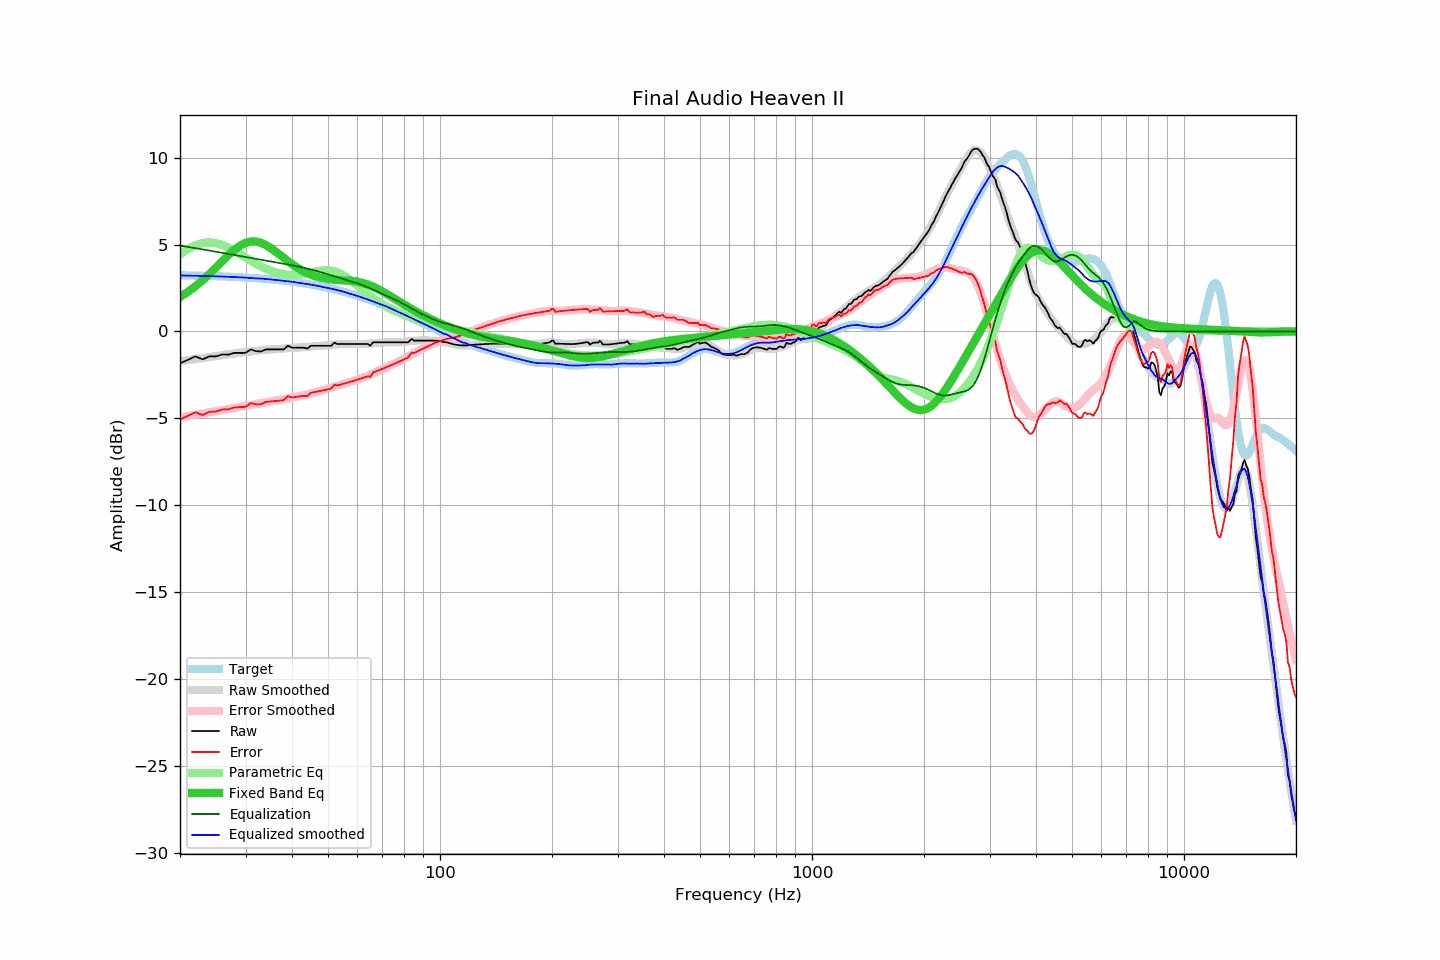 Final Audio Heaven II
10
5
0
−5
−10
−15
−20
−25
−30
Amplitude (dBr)
Target
Raw Smoothed
Error Smoothed
Raw
Error
Parametric Eq
Fixed Band Eq
Equalization
Equalized smoothed
100
1000
10000
Frequency (Hz)